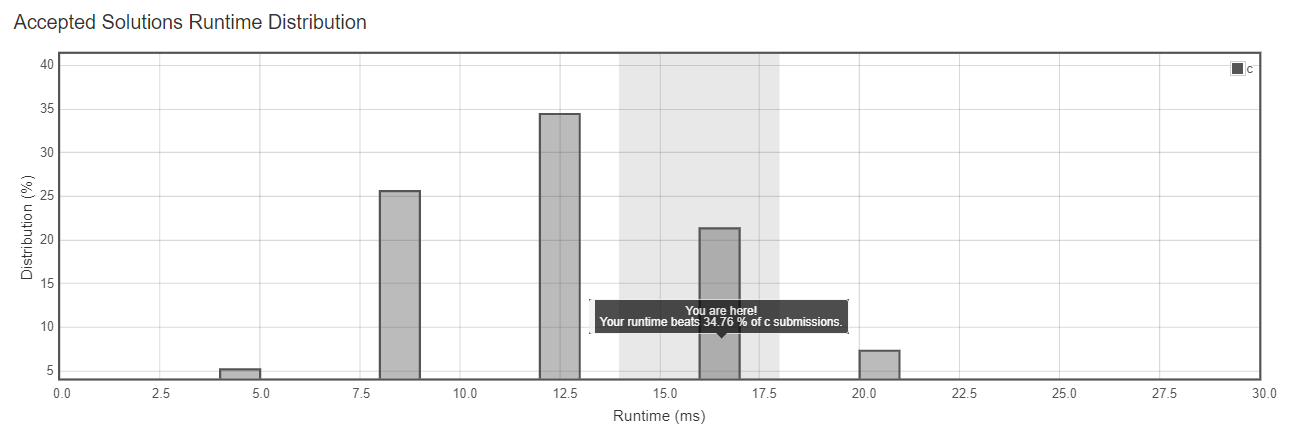 Accepted Solutions Runtime Distribution
40
c
35
30
25
20
15
10
5
Distribution (%)
You are here!
Your runtime beats 34.76 % of c submissions.
0.0 2.5 5.0 7.5 10.0 12.5 15.0 17.5 20.0 22.5 25.0 27.5 30.0
Runtime (ms)